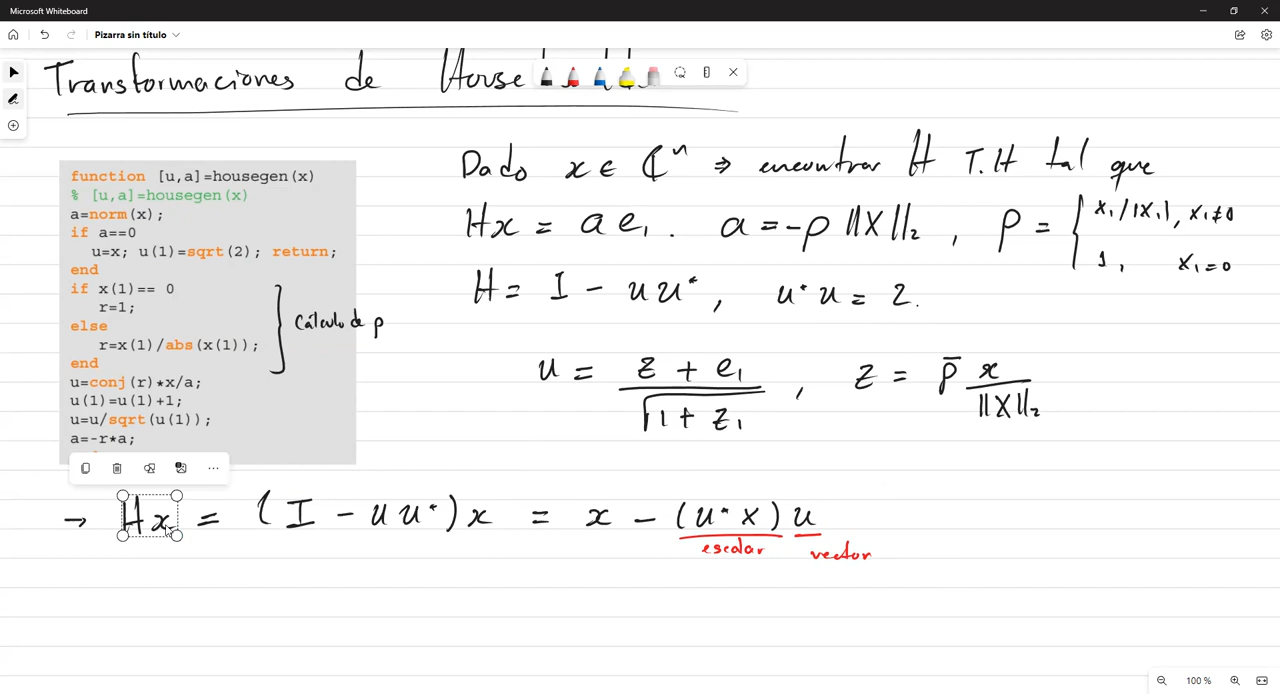 Microsoft Whiteboard
Pizarra sin título
Transformaciones de House
function [u,a]=housegen(x)
% [u,a]=housegen(x)
a=norm(x);
if a==0
u=x; u(1)=sqrt(2); return;
end
if x(1)== 0
r=1;
else
r=x(1)/abs(x(1));
end
u=conj(r)*x/a;
u(1)=u(1)+1;
u=u/sqrt(u(1));
a=-r*a;
Cálculo de ρ
Dado x ∈ ℂⁿ ⇒ encontrar H T.H tal que
Hx = a e₁. a = -ρ ||x||₂, ρ = { x₁/|x₁|, x₁≠0
1, x₁=0
H = I - uu*, u*u = 2.
u = (z + e₁)/√(1 + z₁), z = ρ̄ x/||x||₂
→ Hx = (I - uu*)x = x - (u*x)u
escalar vector
100 %